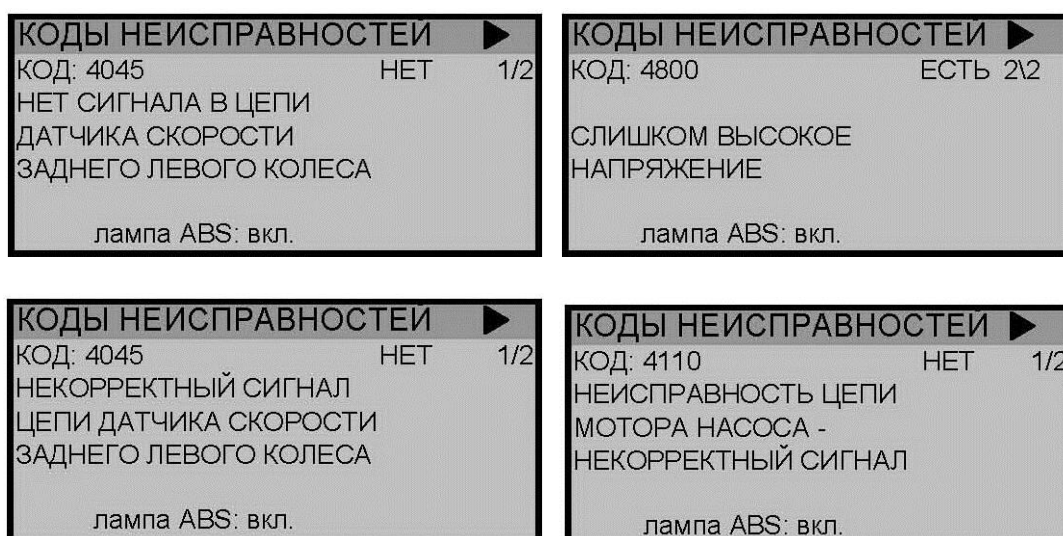 КОДЫ НЕИСПРАВНОСТЕЙ
КОД: 4045 НЕТ 1/2
НЕТ СИГНАЛА В ЦЕПИ
ДАТЧИКА СКОРОСТИ
ЗАДНЕГО ЛЕВОГО КОЛЕСА
лампа ABS: вкл.
КОДЫ НЕИСПРАВНОСТЕЙ
КОД: 4800 ЕСТЬ 2\2
СЛИШКОМ ВЫСОКОЕ
НАПРЯЖЕНИЕ
лампа ABS: вкл.
КОДЫ НЕИСПРАВНОСТЕЙ
КОД: 4045 НЕТ 1/2
НЕКОРРЕКТНЫЙ СИГНАЛ
ЦЕПИ ДАТЧИКА СКОРОСТИ
ЗАДНЕГО ЛЕВОГО КОЛЕСА
лампа ABS: вкл.
КОДЫ НЕИСПРАВНОСТЕЙ
КОД: 4110 НЕТ 1/2
НЕИСПРАВНОСТЬ ЦЕПИ
МОТОРА НАСОСА -
НЕКОРРЕКТНЫЙ СИГНАЛ
лампа ABS: вкл.